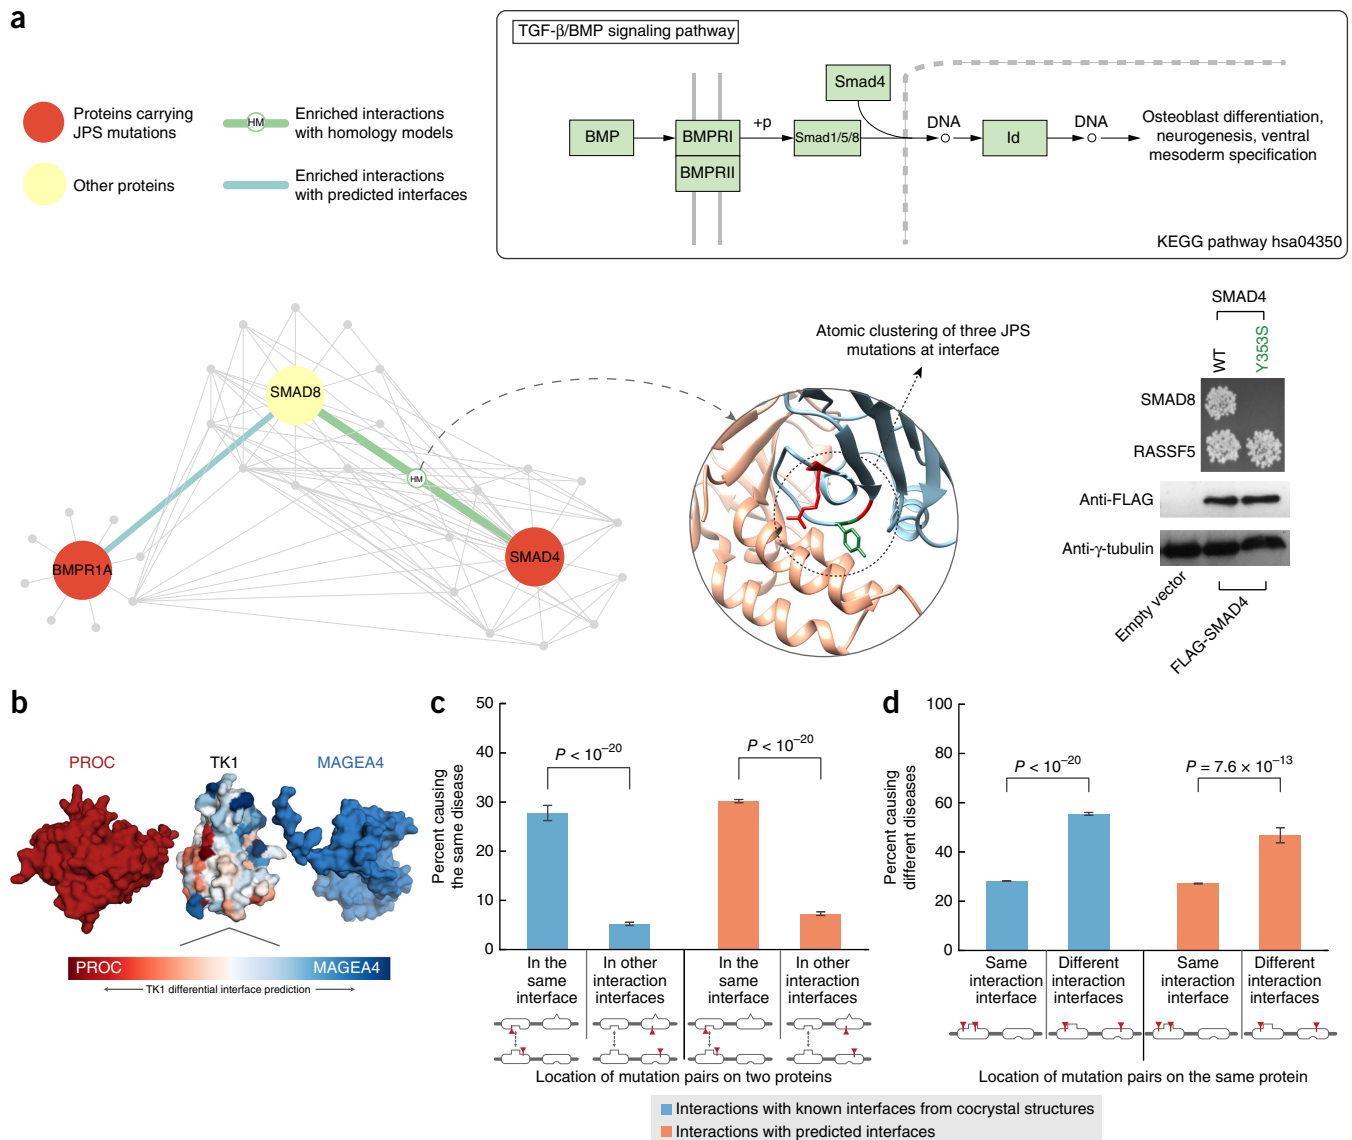 a
TGF-β/BMP signaling pathway
Proteins carrying
JPS mutations
HM
Enriched interactions
with homology models
Other proteins
Enriched interactions
with predicted interfaces
Smad4
BMP
BMPRI
BMPRII
+p
Smad1/5/8
DNA
Id
DNA
Osteoblast differentiation,
neurogenesis, ventral
mesoderm specification
KEGG pathway hsa04350
SMAD8
HM
SMAD4
BMPR1A
Atomic clustering of three JPS
mutations at interface
SMAD4
WT
Y353S
SMAD8
RASSF5
Anti-FLAG
Anti-γ-tubulin
Empty vector
FLAG-SMAD4
b
PROC
TK1
MAGEA4
PROC
MAGEA4
TK1 differential interface prediction
c
Percent causing
the same disease
50
40
30
20
10
0
P < 10⁻²⁰
P < 10⁻²⁰
In the
same
interface
In other
interaction
interfaces
In the
same
interface
In other
interaction
interfaces
Location of mutation pairs on two proteins
d
Percent causing
different diseases
100
80
60
40
20
0
P < 10⁻²⁰
P = 7.6 × 10⁻¹³
Same
interaction
interface
Different
interaction
interfaces
Same
interaction
interface
Different
interaction
interfaces
Location of mutation pairs on the same protein
Interactions with known interfaces from cocrystal structures
Interactions with predicted interfaces